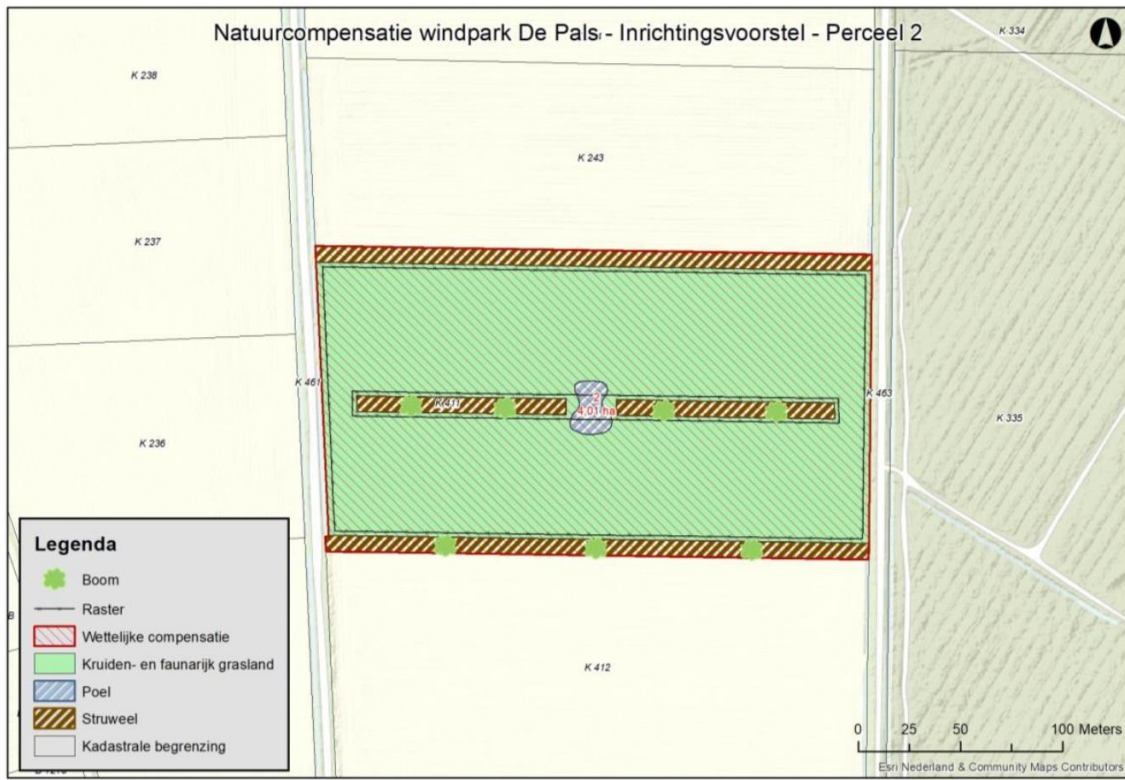 Natuurcompensatie windpark De Pals - Inrichtingsvoorstel - Perceel 2
K 334
K 238
K 243
K 237
K 461
K 463
2
K 411
4,01 ha
K 335
K 236
K 412
Legenda
Boom
Raster
Wettelijke compensatie
Kruiden- en faunarijk grasland
Poel
Struweel
Kadastrale begrenzing
0 25 50 100 Meters
Esri Nederland & Community Maps Contributors